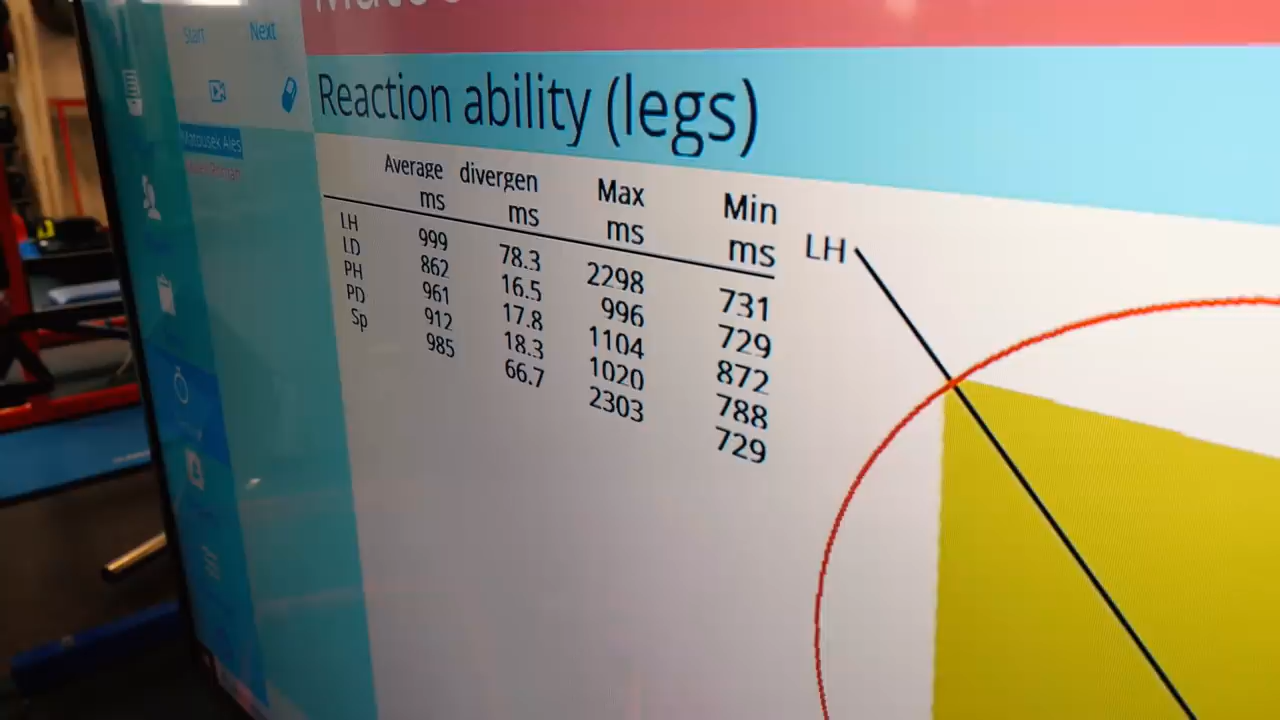 Start Next
Matousek Ales
Reaction ability (legs)
Average divergen Max Min
ms ms ms ms
LH 999 78.3 2298 731
LD 862 16.5 996 729
PH 961 17.8 1104 872
PD 912 18.3 1020 788
Sp 985 66.7 2303 729
LH